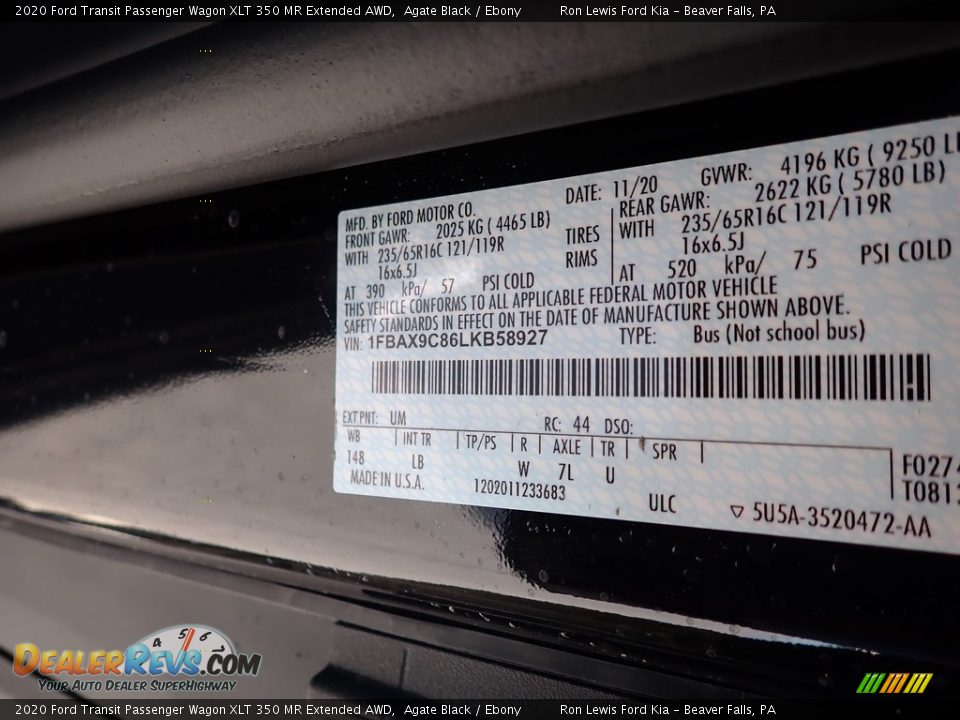 2020 Ford Transit Passenger Wagon XLT 350 MR Extended AWD, Agate Black / Ebony Ron Lewis Ford Kia - Beaver Falls, PA
MFD. BY FORD MOTOR CO. DATE: 11/20 GVWR: 4196 KG ( 9250 LB
FRONT GAWR: 2025 KG ( 4465 LB) REAR GAWR: 2622 KG ( 5780 LB)
WITH 235/65R16C 121/119R TIRES WITH 235/65R16C 121/119R
16x6.5J RIMS 16x6.5J
AT 390 kPa/ 57 PSI COLD AT 520 kPa/ 75 PSI COLD
THIS VEHICLE CONFORMS TO ALL APPLICABLE FEDERAL MOTOR VEHICLE
SAFETY STANDARDS IN EFFECT ON THE DATE OF MANUFACTURE SHOWN ABOVE.
VIN: 1FBAX9C86LKB58927 TYPE: Bus (Not school bus)
EXT PNT: UM RC: 44 DSO:
WB INT TR TP/PS R AXLE TR SPR
148 LB W 7L U
F0274
T0813
MADE IN U.S.A. 1202011233683 ULC ▽ 5U5A-3520472-AA
4 5 6
DEALERREVS.COM
YOUR AUTO DEALER SUPERHIGHWAY
2020 Ford Transit Passenger Wagon XLT 350 MR Extended AWD, Agate Black / Ebony Ron Lewis Ford Kia - Beaver Falls, PA